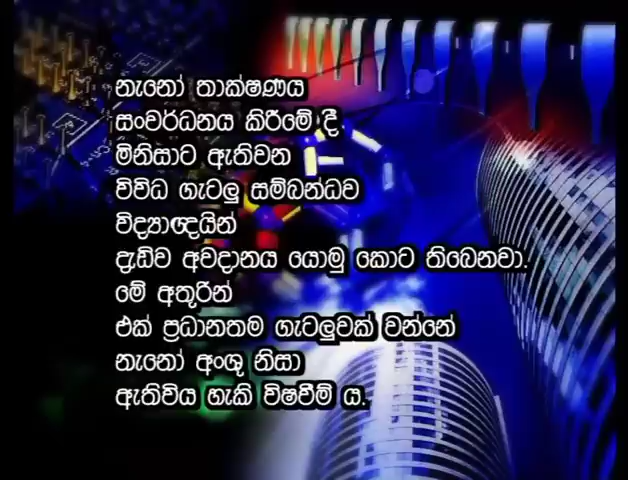 නැනෝ තාක්ෂණය
සංවර්ධනය කිරීමේ දී
මිනිසාට ඇතිවන
විවිධ ගැටලු සම්බන්ධව
විද්‍යාඥයින්
දැඩිව අවදානය යොමු කොට තිබෙනවා.
මේ අතුරින්
එක් ප්‍රධානතම ගැටලුවක් වන්නේ
නැනෝ අංශු නිසා
ඇතිවිය හැකි විෂවීම් ය.